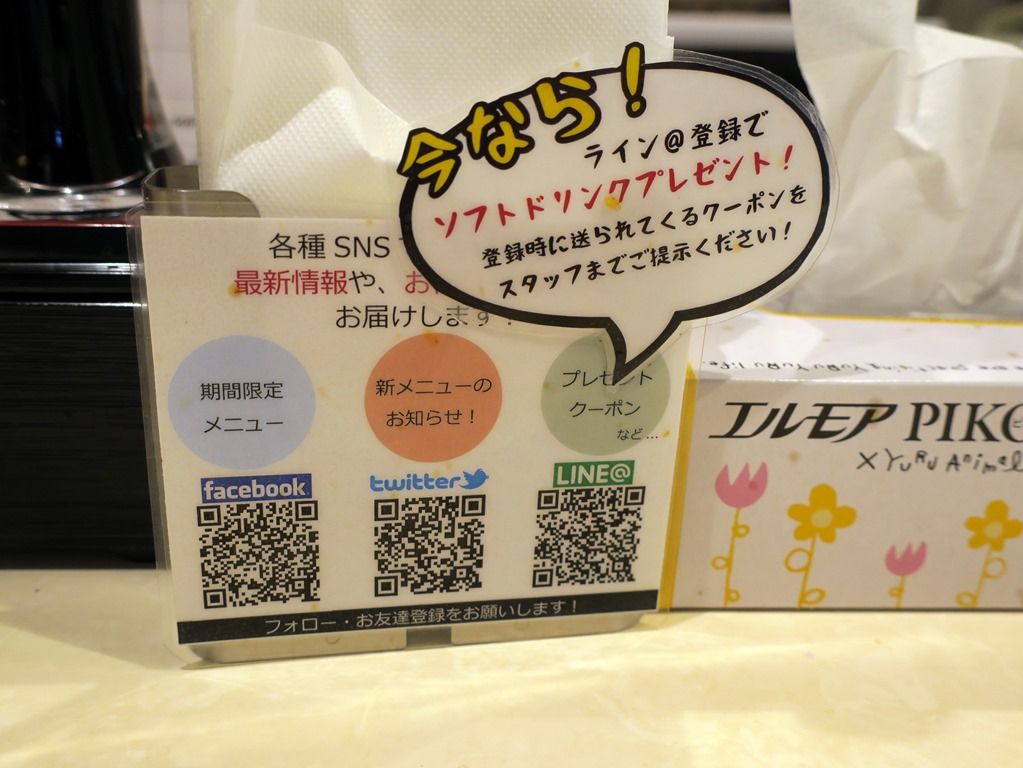 今なら！
ライン@登録で
ソフトドリンクプレゼント！
登録時に送られてくるクーポンを
スタッフまでご提示ください！
各種 SNS
最新情報や、お
お届けします！
期間限定
メニュー
新メニューの
お知らせ！
プレゼント
クーポン
など…
facebook
twitter
LINE@
フォロー・お友達登録をお願いします！
エルモア PIKO
× YuRu Animal